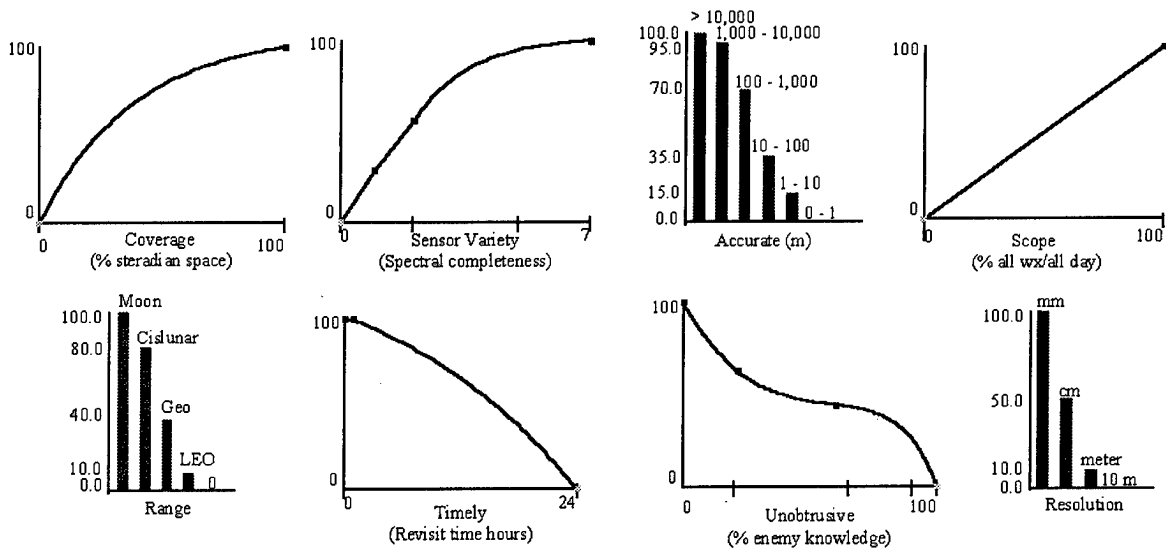 100
0
0
100
Coverage
(% steradian space)
100
0
0
7
Sensor Variety
(Spectral completeness)
> 10,000
1,000 - 10,000
100 - 1,000
10 - 100
1 - 10
0 - 1
100.0
95.0
70.0
35.0
15.0
0.0
Accurate (m)
100
0
0
100
Scope
(% all wx/all day)
Moon
Cislunar
Geo
LEO
0
100.0
80.0
40.0
10.0
0.0
Range
100
0
0
24
Timely
(Revisit time hours)
100
0
0
100
Unobtrusive
(% enemy knowledge)
mm
cm
meter
10 m
100.0
50.0
10.0
0.0
Resolution